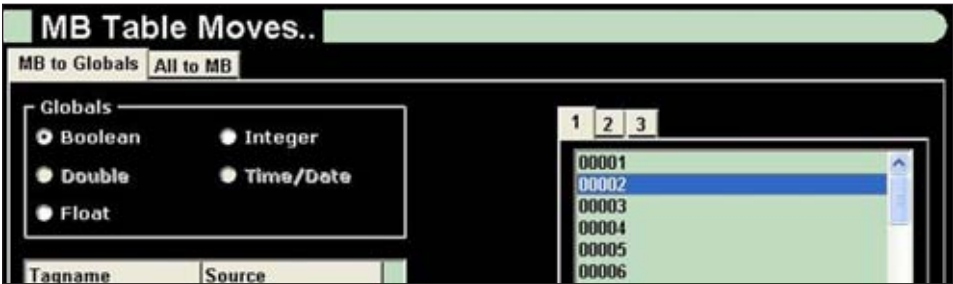 MB Table Moves..
MB to Globals All to MB
Globals
Boolean Integer
Double Time/Date
Float
Tagname Source
1 2 3
00001
00002
00003
00004
00005
00006